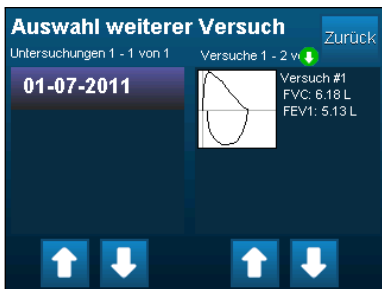 Auswahl weiterer Versuch
Zurück
Untersuchungen 1 - 1 von 1
Versuche 1 - 2
01-07-2011
Versuch #1
FVC: 6.18 L
FEV1: 5.13 L